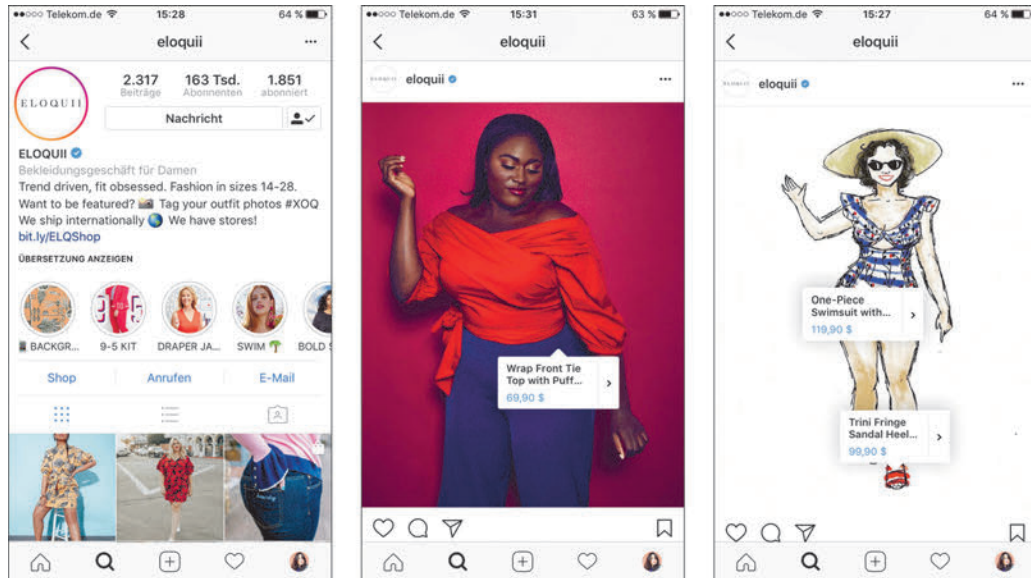 Telekom.de 15:28 64 %
eloquii
2.317 163 Tsd. 1.851
Beiträge Abonnenten abonniert
ELOQUII
Nachricht
ELOQUII
Bekleidungsgeschäft für Damen
Trend driven, fit obsessed. Fashion in sizes 14-28.
Want to be featured? 📸 Tag your outfit photos #XOQ
We ship internationally 🌎 We have stores!
bit.ly/ELQShop
ÜBERSETZUNG ANZEIGEN
BACKGR... 9-5 KIT DRAPER JA... SWIM 🌴 BOLD
Shop Anrufen E-Mail
Telekom.de 15:31 63 %
eloquii
eloquii
Wrap Front Tie
Top with Puff...
69,90 $
Telekom.de 15:27 64 %
eloquii
eloquii
One-Piece
Swimsuit with...
119,90 $
Trini Fringe
Sandal Heel...
99,90 $